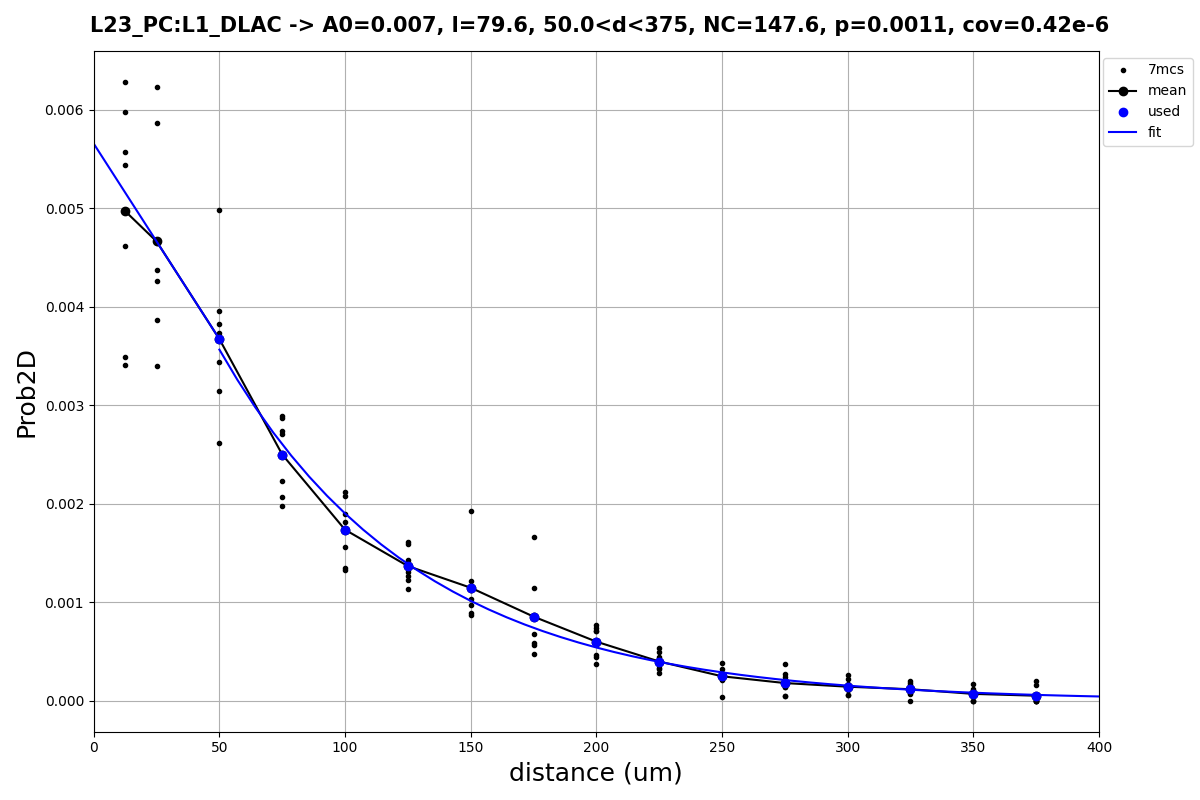 L23_PC:L1_DLAC -> A0=0.007, l=79.6, 50.0<d<375, NC=147.6, p=0.0011, cov=0.42e-6
7mcs
mean
used
fit
0.006
0.005
0.004
0.003
0.002
0.001
0.000
Prob2D
0 50 100 150 200 250 300 350 400
distance (um)